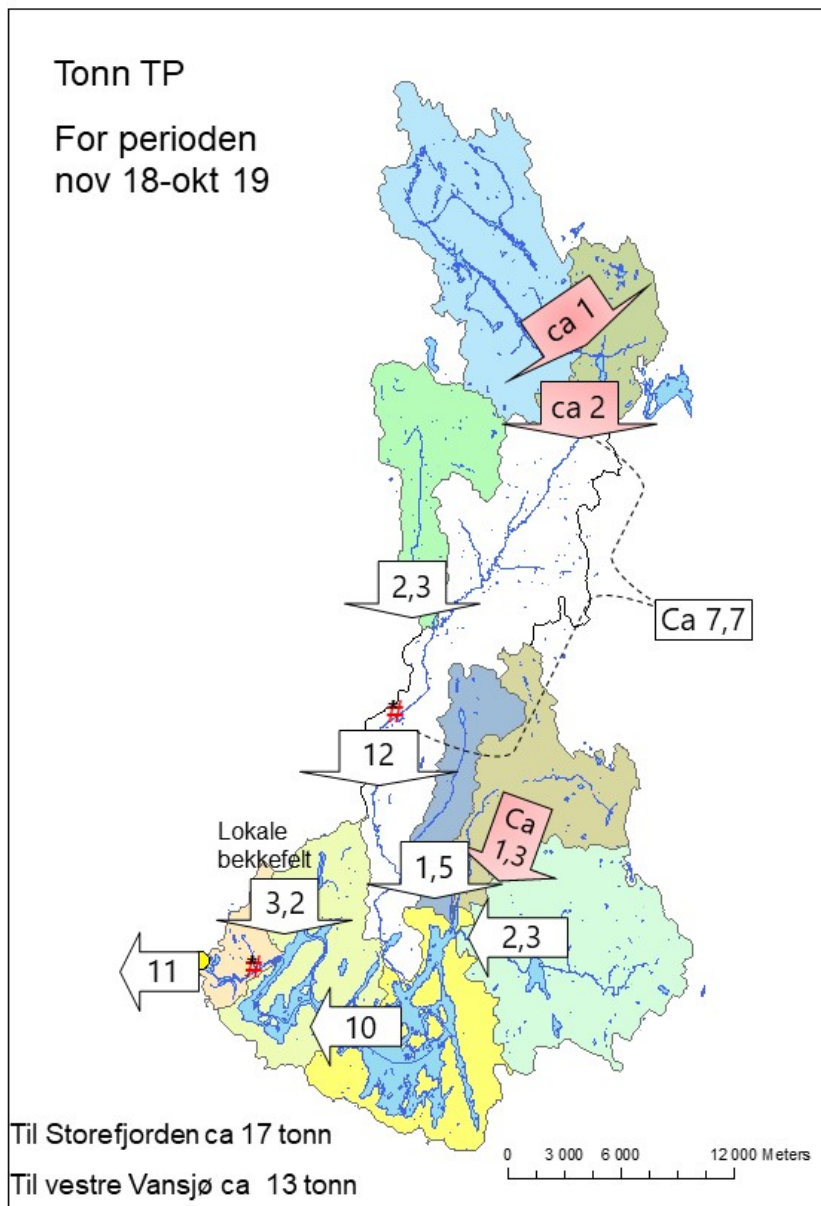 Tonn TP
For perioden
nov 18-okt 19
ca 1
ca 2
2,3
Ca 7,7
#
12
Ca
1,3
Lokale
bekkefelt
1,5
3,2
2,3
#
11
10
Til Storefjorden ca 17 tonn
Til vestre Vansjø ca 13 tonn
0 3 000 6 000 12 000 Meters